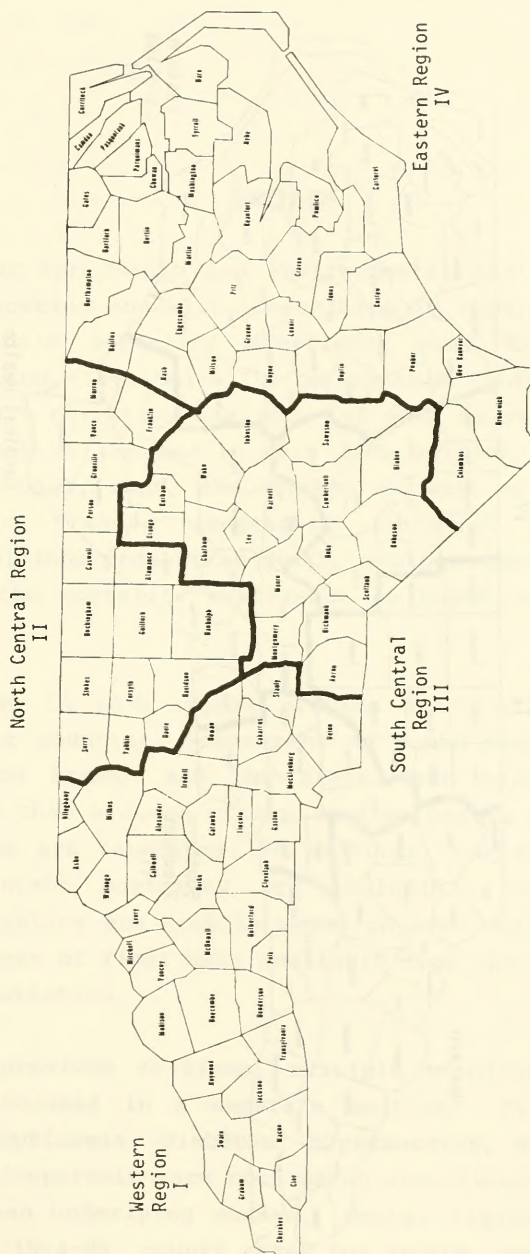 North Central Region
II
Western
Region
I
South Central
Region
III
Eastern Region
IV
Cherokee
Graham
Clay
Swain
Macon
Jackson
Haywood
Transylvania
Madison
Buncombe
Henderson
Yancey
Mitchell
McDowell
Rutherford
Polk
Avery
Burke
Cleveland
Ashe
Watauga
Caldwell
Catawba
Lincoln
Gaston
Alleghany
Wilkes
Alexander
Iredell
Mecklenburg
Cabarrus
Rowan
Stanly
Union
Surry
Yadkin
Davie
Stokes
Forsyth
Davidson
Rockingham
Guilford
Randolph
Caswell
Alamance
Person
Orange
Durham
Chatham
Granville
Vance
Warren
Franklin
Wake
Lee
Montgomery
Moore
Anson
Richmond
Scotland
Hoke
Robeson
Harnett
Cumberland
Bladen
Johnston
Sampson
Columbus
Brunswick
New Hanover
Pender
Duplin
Wayne
Wilson
Nash
Halifax
Northampton
Edgecombe
Greene
Lenoir
Pitt
Jones
Onslow
Craven
Pamlico
Carteret
Beaufort
Hyde
Martin
Bertie
Hertford
Gates
Washington
Tyrrell
Dare
Chowan
Perquimans
Pasquotank
Camden
Currituck